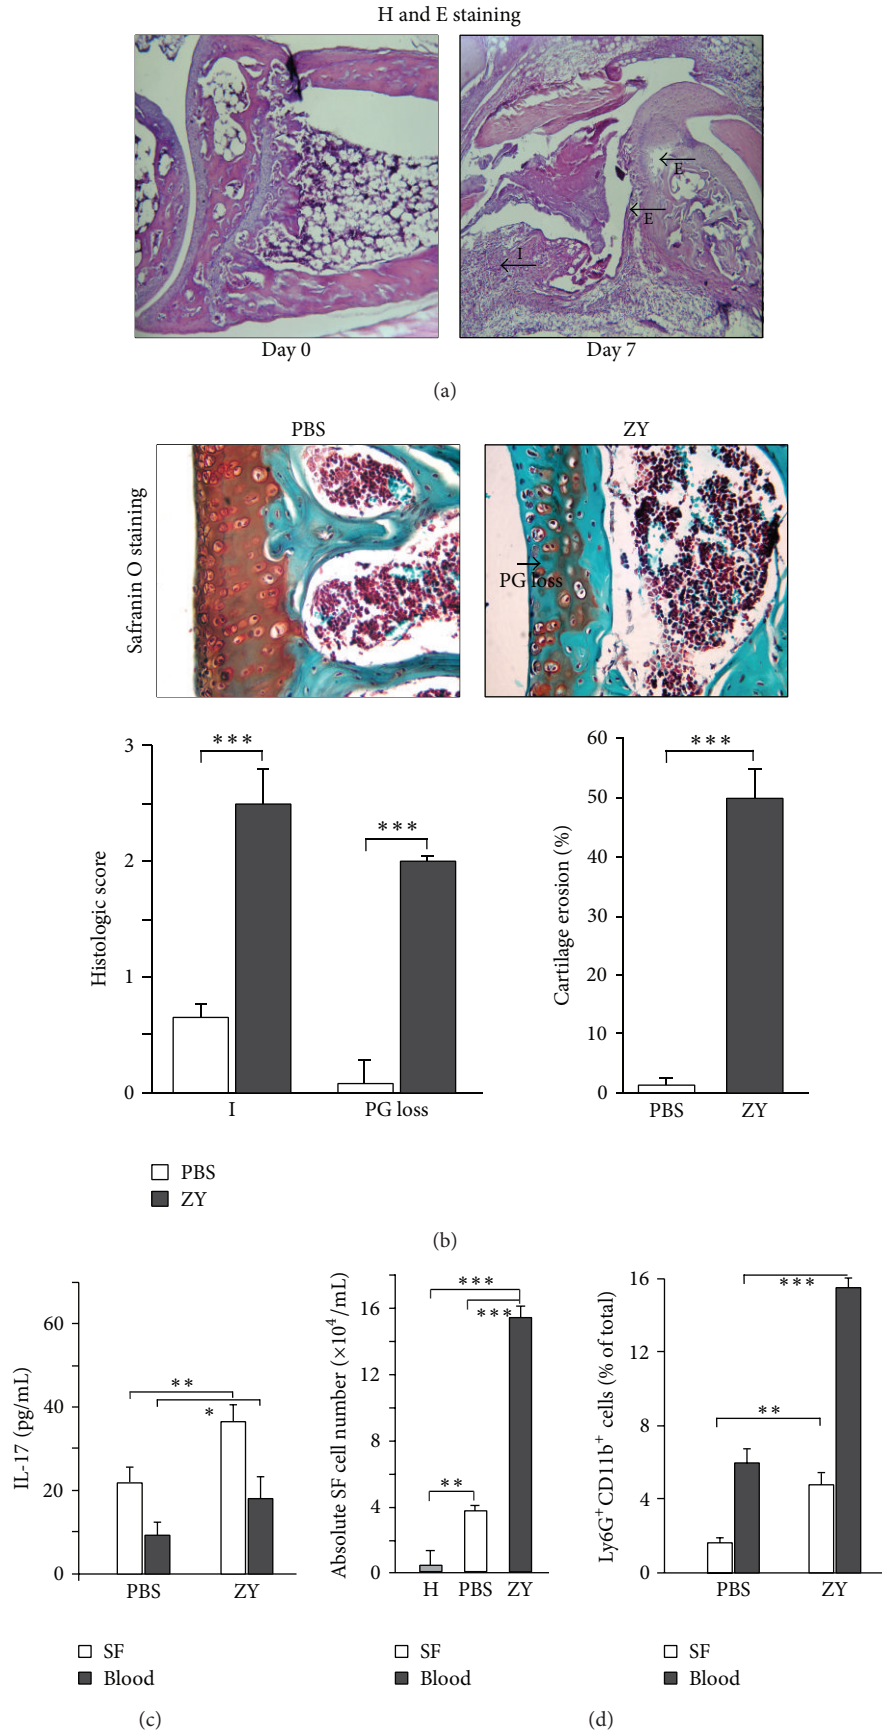 H and E staining
E
E
I
Day 0
Day 7
(a)
PBS
ZY
Safranin O staining
PG loss
Histologic score
3
2
1
0
***
***
I
PG loss
Cartilage erosion (%)
60
50
40
30
20
10
0
***
PBS
ZY
PBS
ZY
(b)
IL-17 (pg/mL)
60
40
20
0
**
*
PBS
ZY
SF
Blood
(c)
Absolute SF cell number (×10⁴/mL)
16
12
8
4
0
***
***
**
H
PBS
ZY
SF
Blood
Ly6G⁺CD11b⁺ cells (% of total)
16
12
8
4
0
***
**
PBS
ZY
SF
Blood
(d)